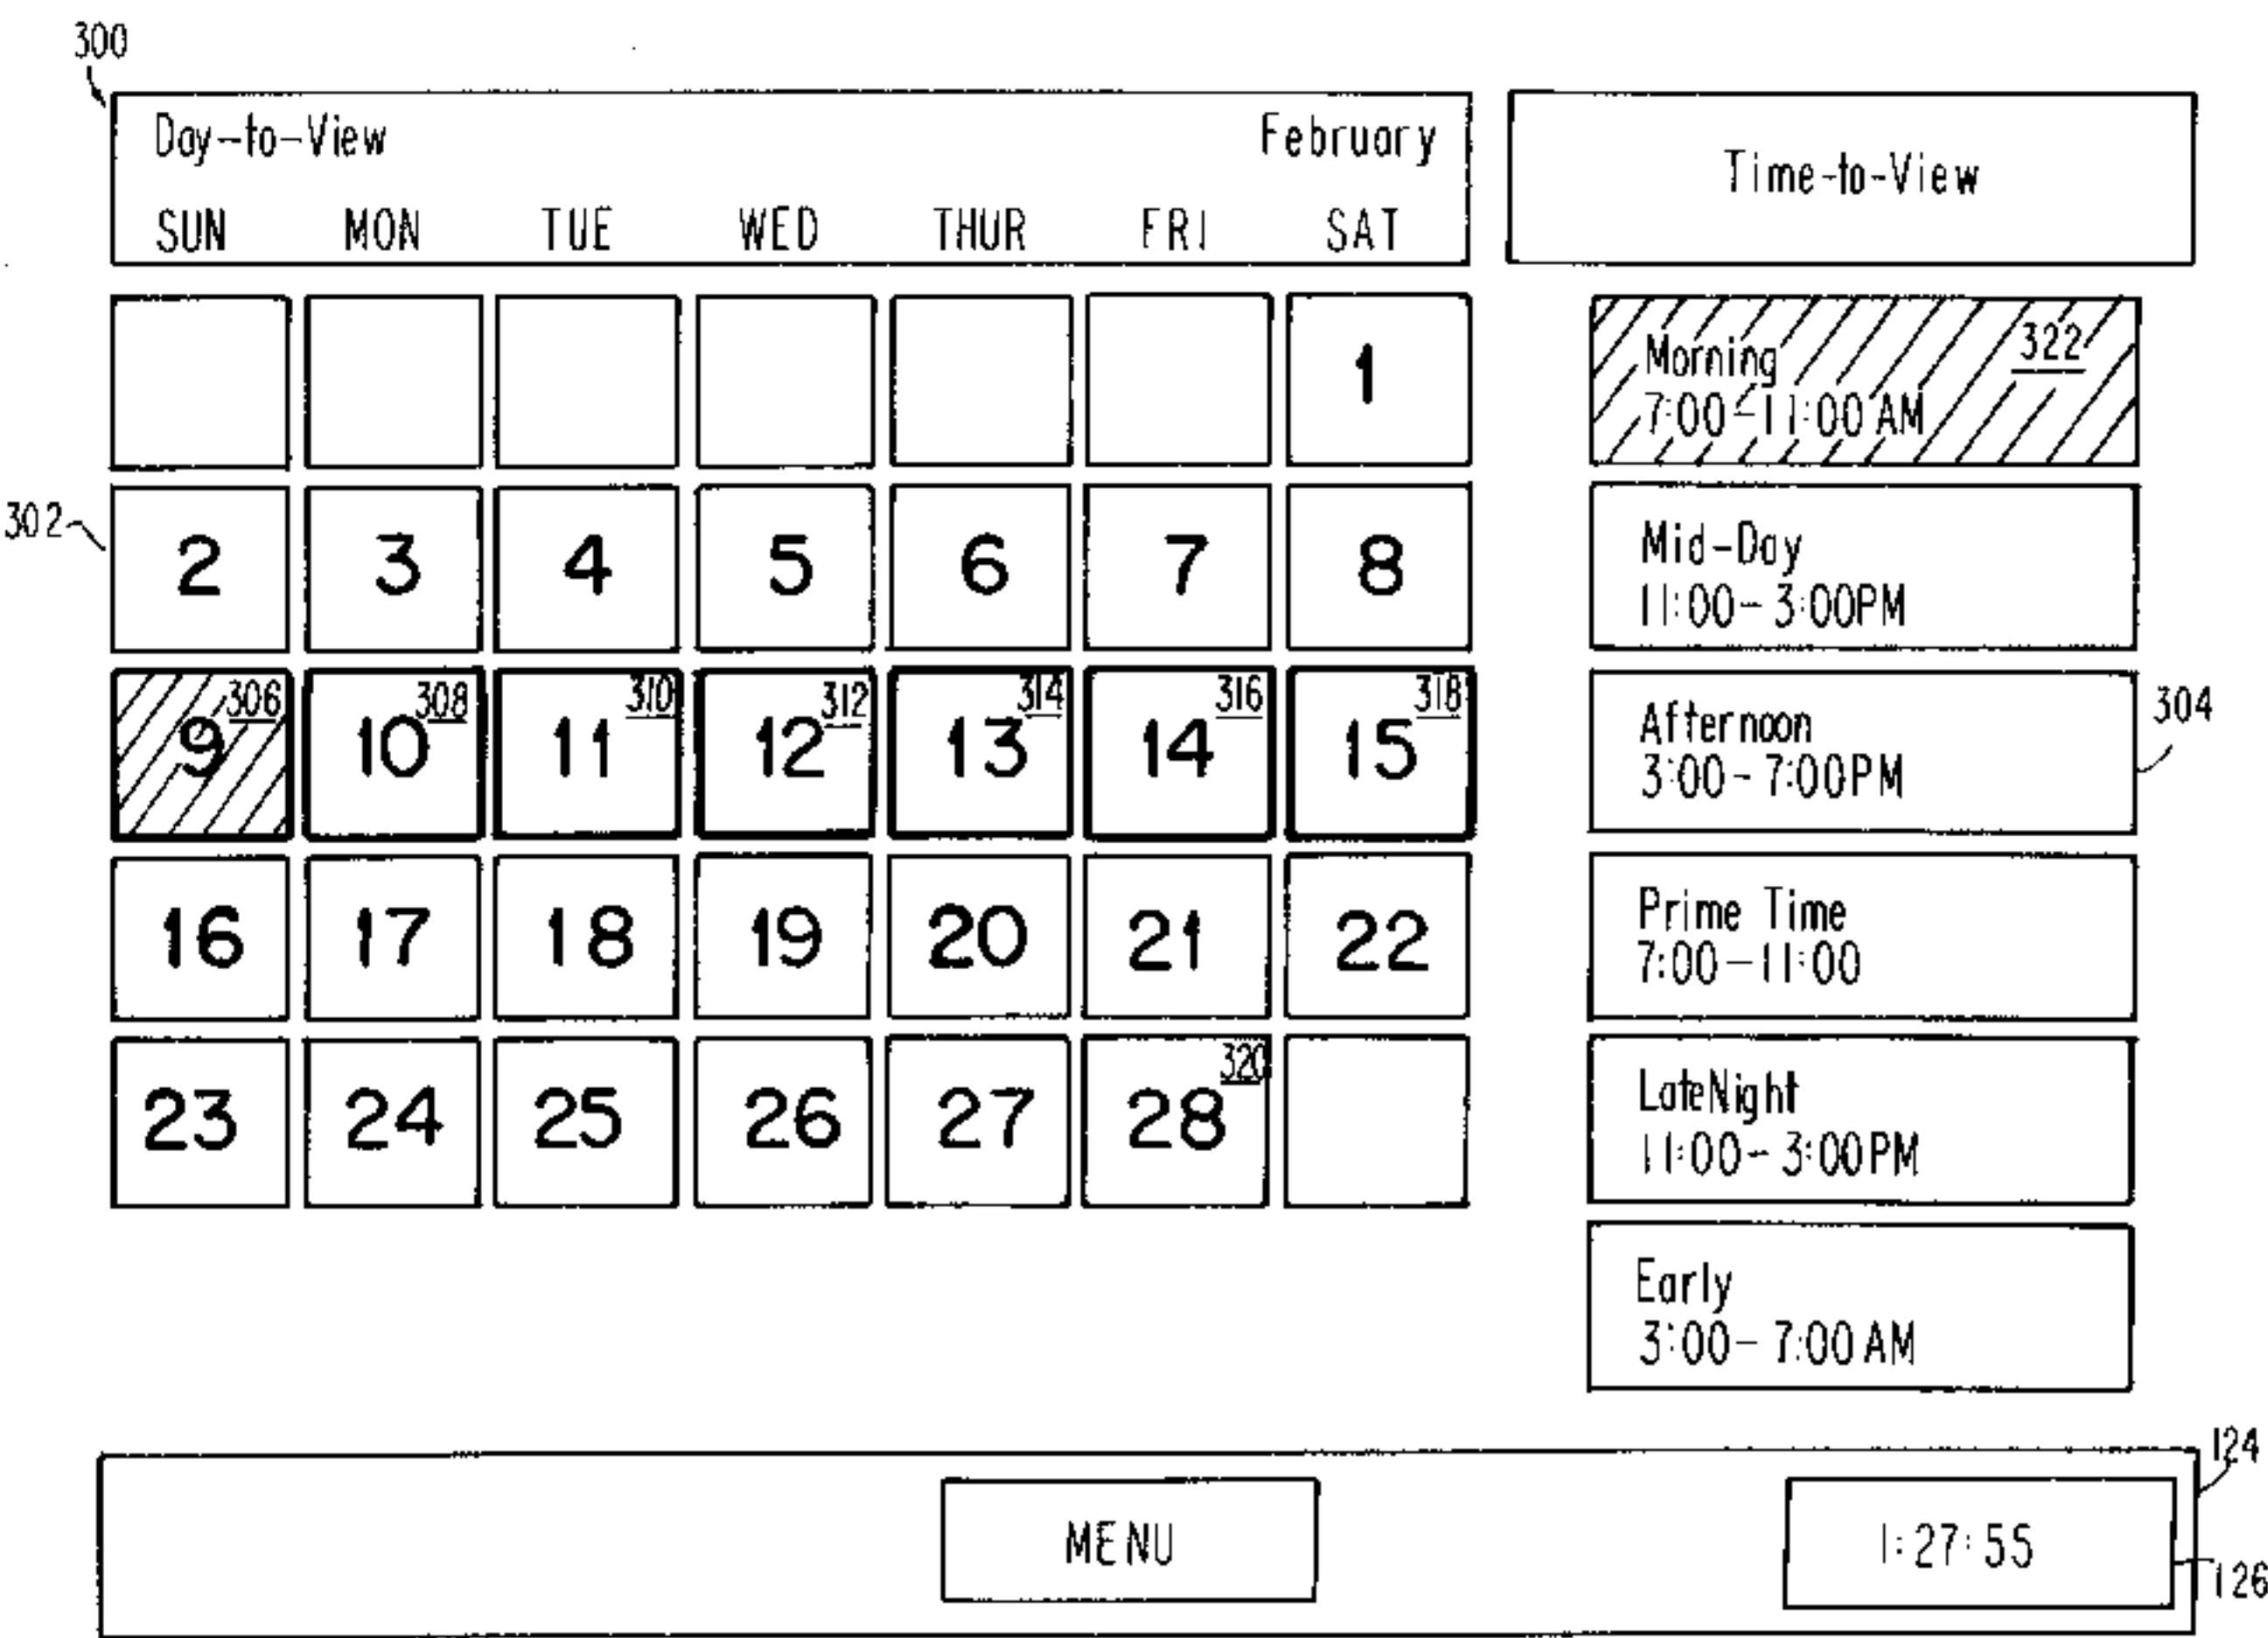 300
Day-to-View February
SUN MON TUE WED THUR FRI SAT
Time-to-View
1
302
2 3 4 5 6 7 8
9 306 10 308 11 310 12 312 13 314 14 316 15 318
16 17 18 19 20 21 22
23 24 25 26 27 28 320
Morning 322
7:00-11:00 AM
Mid-Day
11:00-3:00PM
Afternoon
3:00-7:00PM
304
Prime Time
7:00-11:00
LateNight
11:00-3:00PM
Early
3:00-7:00 AM
124
MENU 1:27:55
126